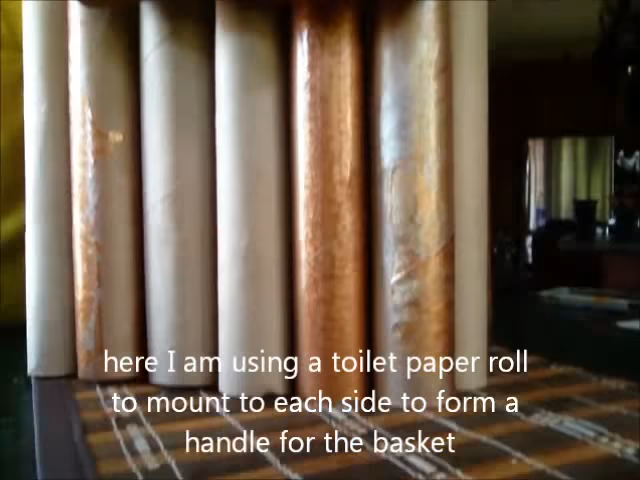 here I am using a toilet paper roll
to mount to each side to form a
handle for the basket